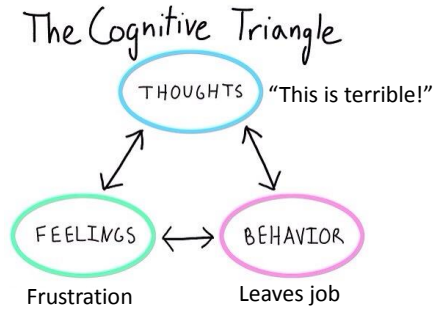 The Cognitive Triangle
THOUGHTS "This is terrible!"
FEELINGS BEHAVIOR
Frustration Leaves job